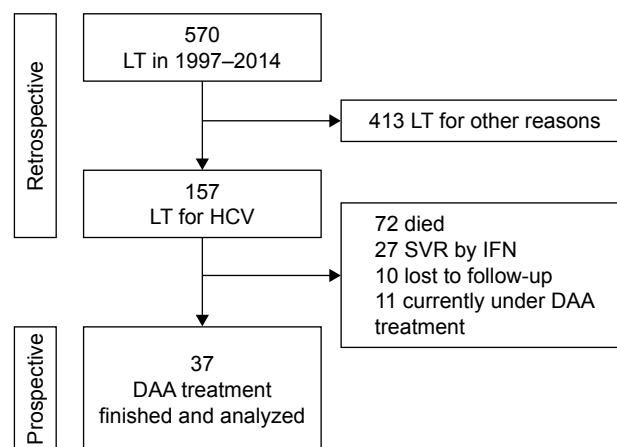 Retrospective
570
LT in 1997–2014
413 LT for other reasons
157
LT for HCV
72 died
27 SVR by IFN
10 lost to follow-up
11 currently under DAA
treatment
Prospective
37
DAA treatment
finished and analyzed